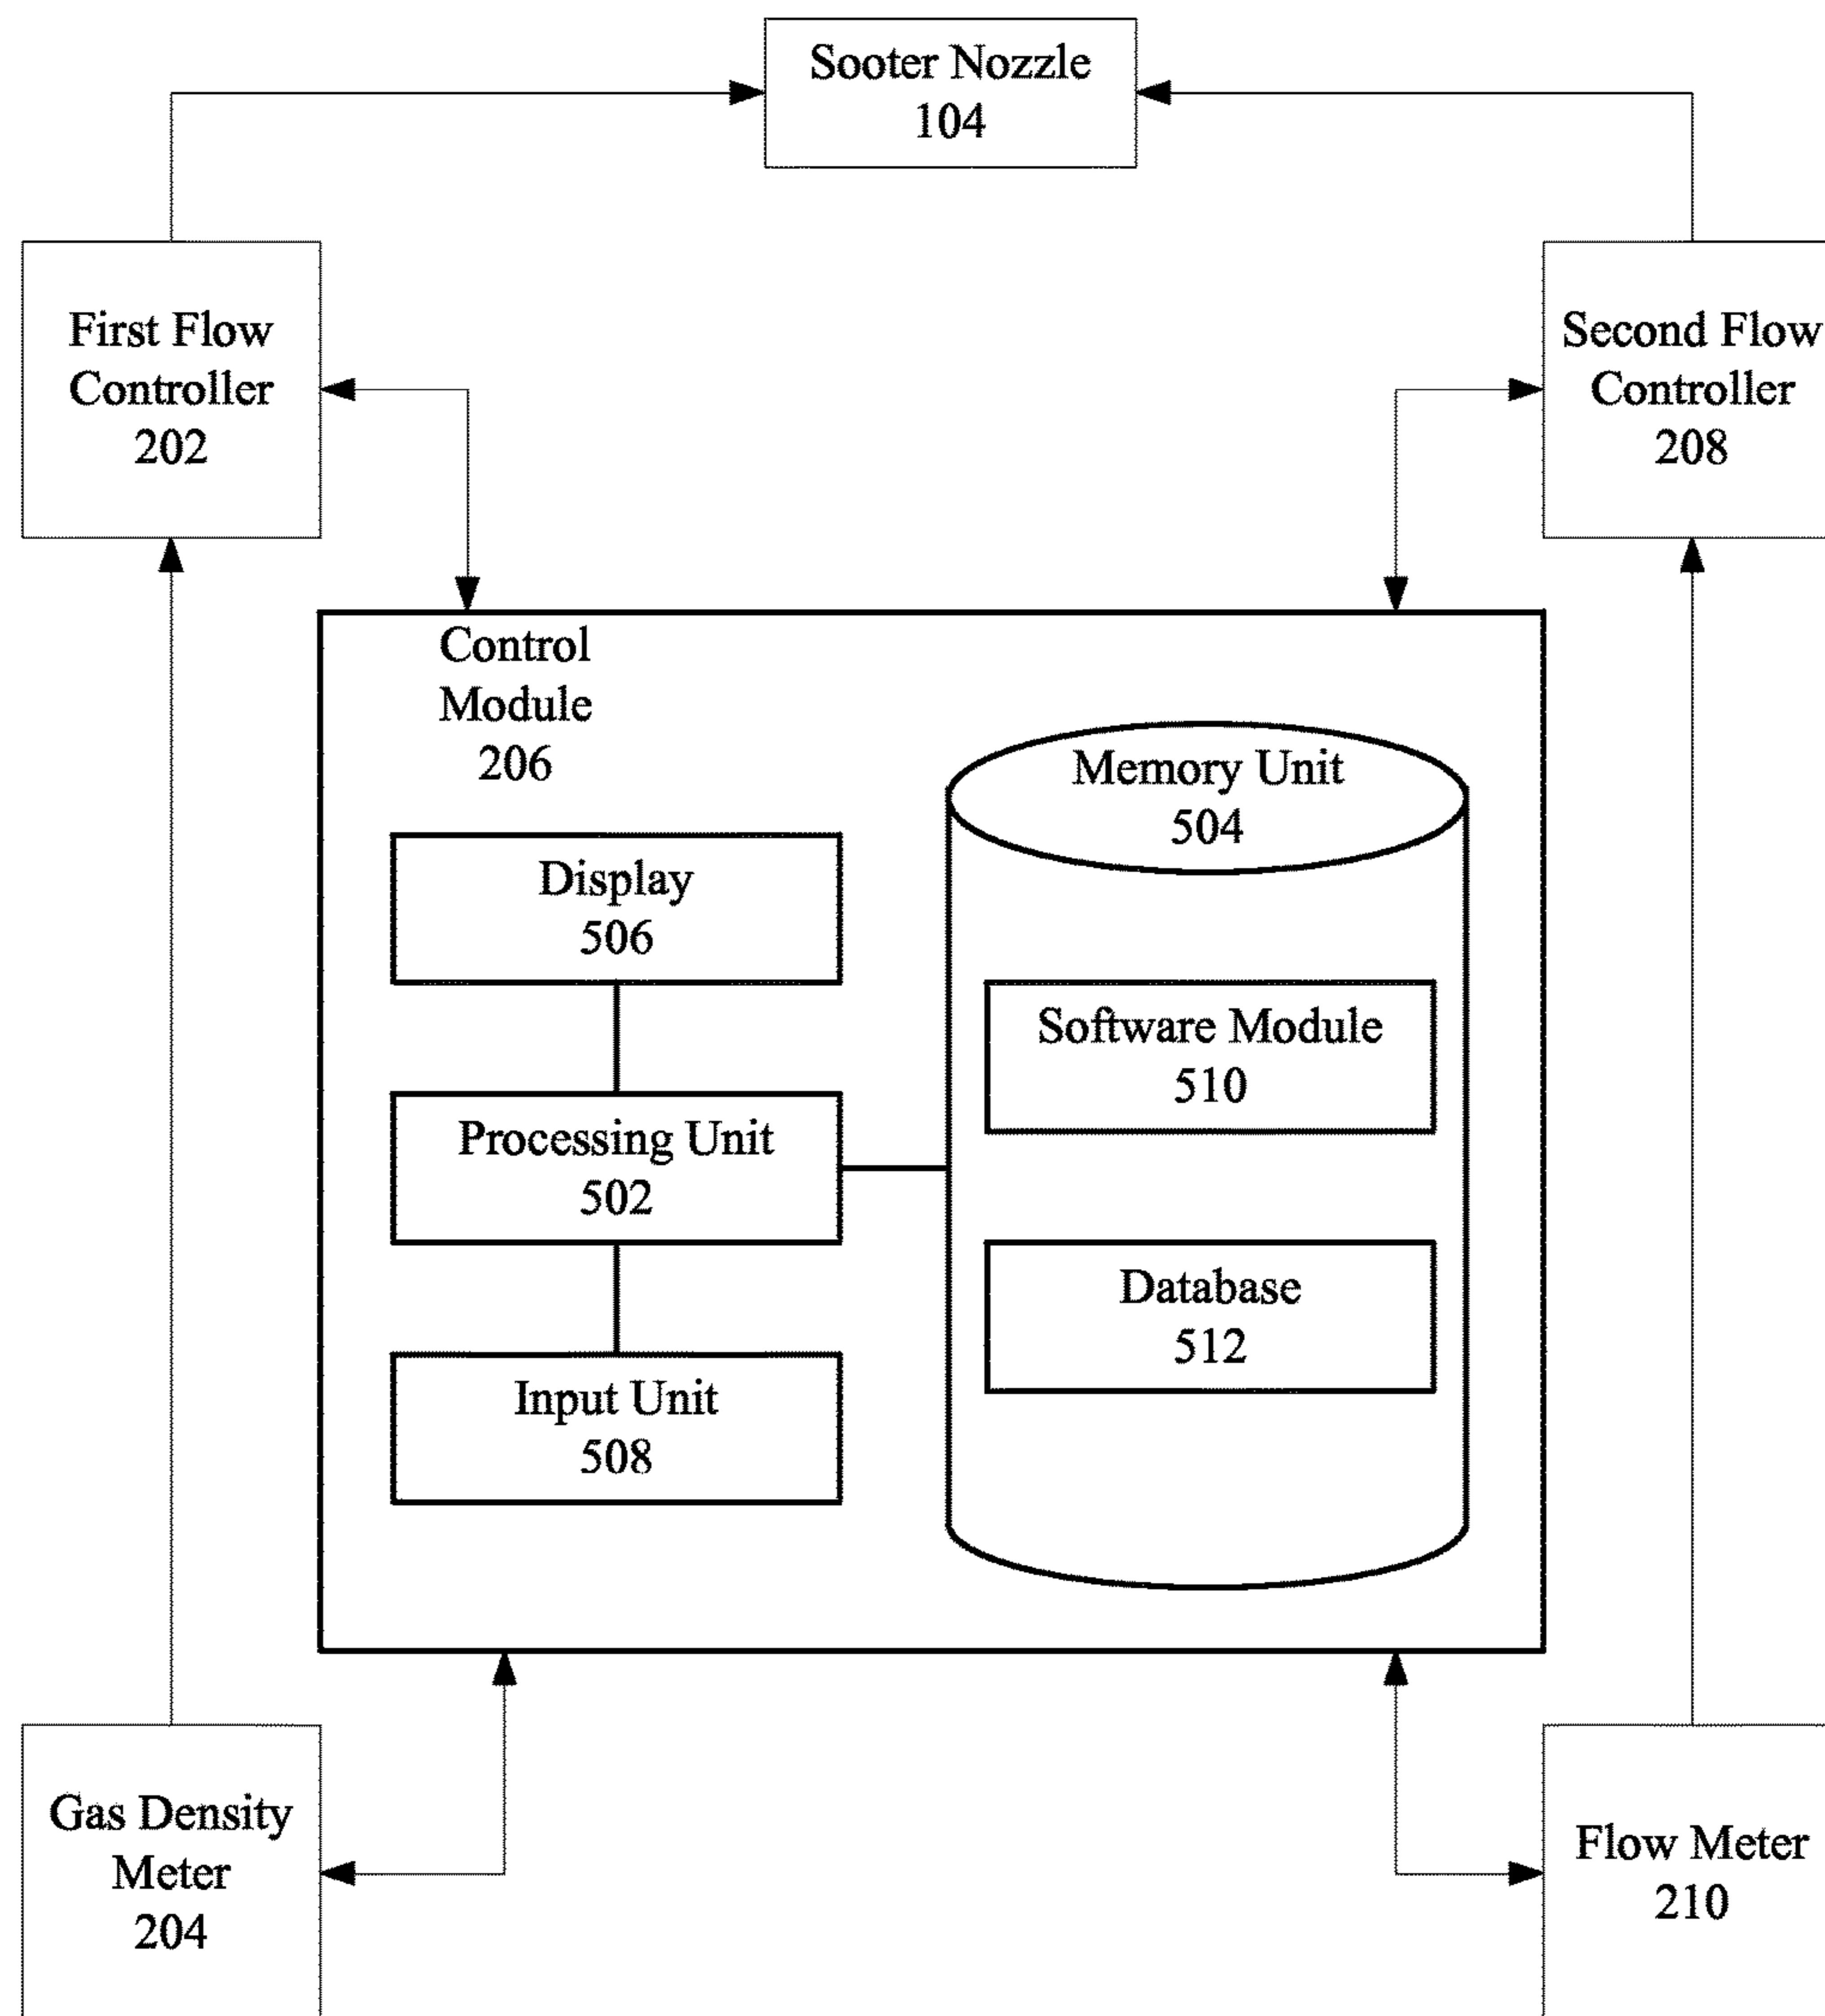 Sooter Nozzle
104
First Flow
Controller
202
Second Flow
Controller
208
Control
Module
206
Memory Unit
504
Display
506
Software Module
510
Processing Unit
502
Database
512
Input Unit
508
Gas Density
Meter
204
Flow Meter
210